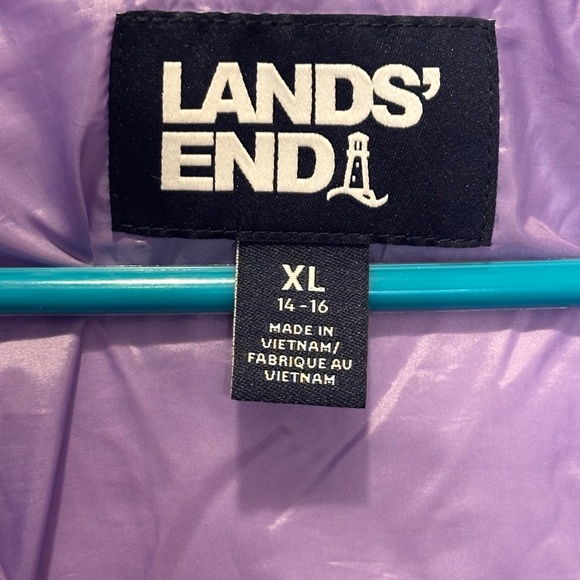 LANDS'
END
XL
14-16
MADE IN
VIETNAM/
FABRIQUE AU
VIETNAM